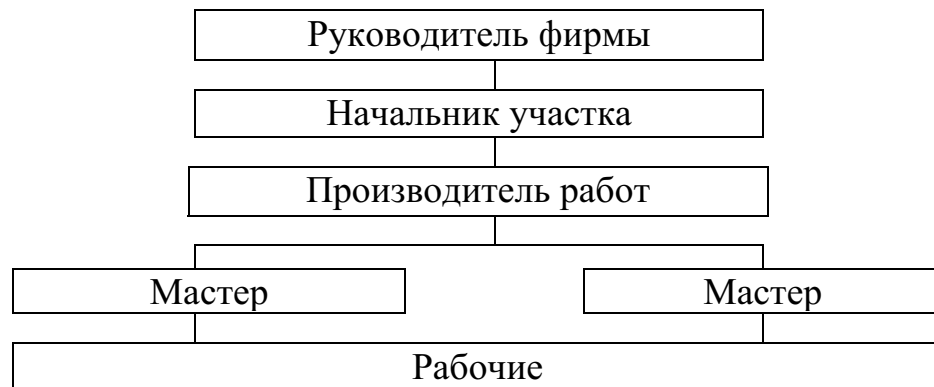 Руководитель фирмы
Начальник участка
Производитель работ
Мастер Мастер
Рабочие